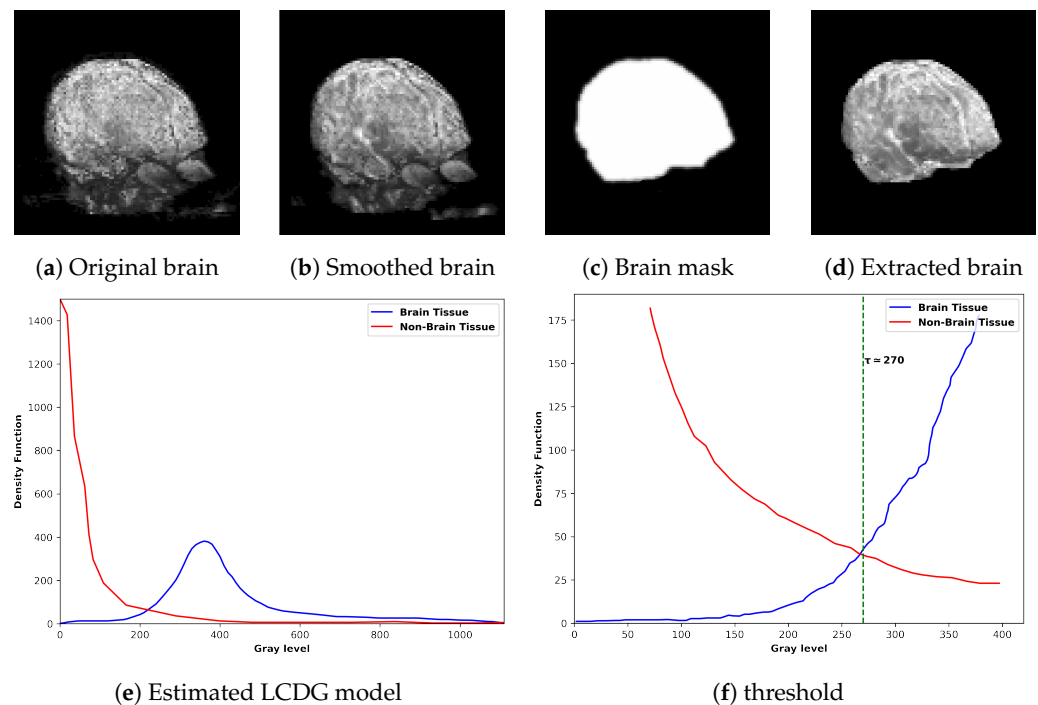 (a) Original brain
(b) Smoothed brain
(c) Brain mask
(d) Extracted brain
Brain Tissue
Non-Brain Tissue
Density Function
1400
1200
1000
800
600
400
200
0
0 200 400 600 800 1000
Gray level
(e) Estimated LCDG model
Brain Tissue
Non-Brain Tissue
τ ≃ 270
Density Function
175
150
125
100
75
50
25
0
0 50 100 150 200 250 300 350 400
Gray level
(f) threshold